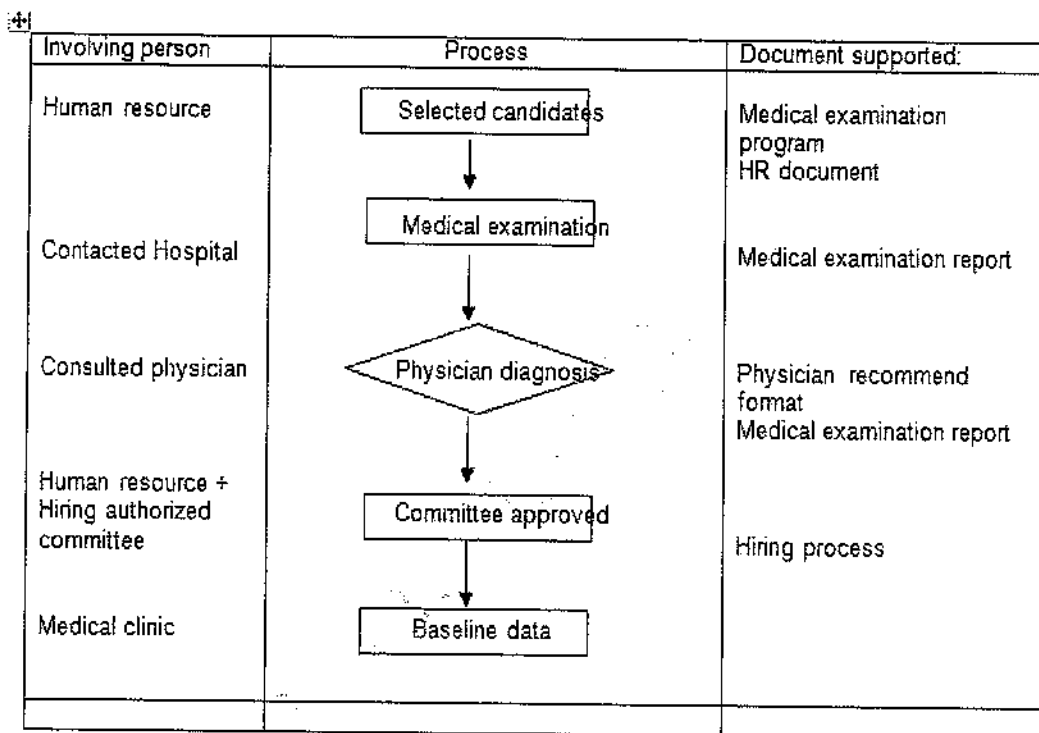 Involving person
Process
Document supported:
Human resource
Selected candidates
Medical examination
program
HR document
Medical examination
Contacted Hospital
Medical examination report
Consulted physician
Physician diagnosis
Physician recommend
format
Medical examination report
Human resource +
Hiring authorized
committee
Committee approved
Hiring process
Medical clinic
Baseline data